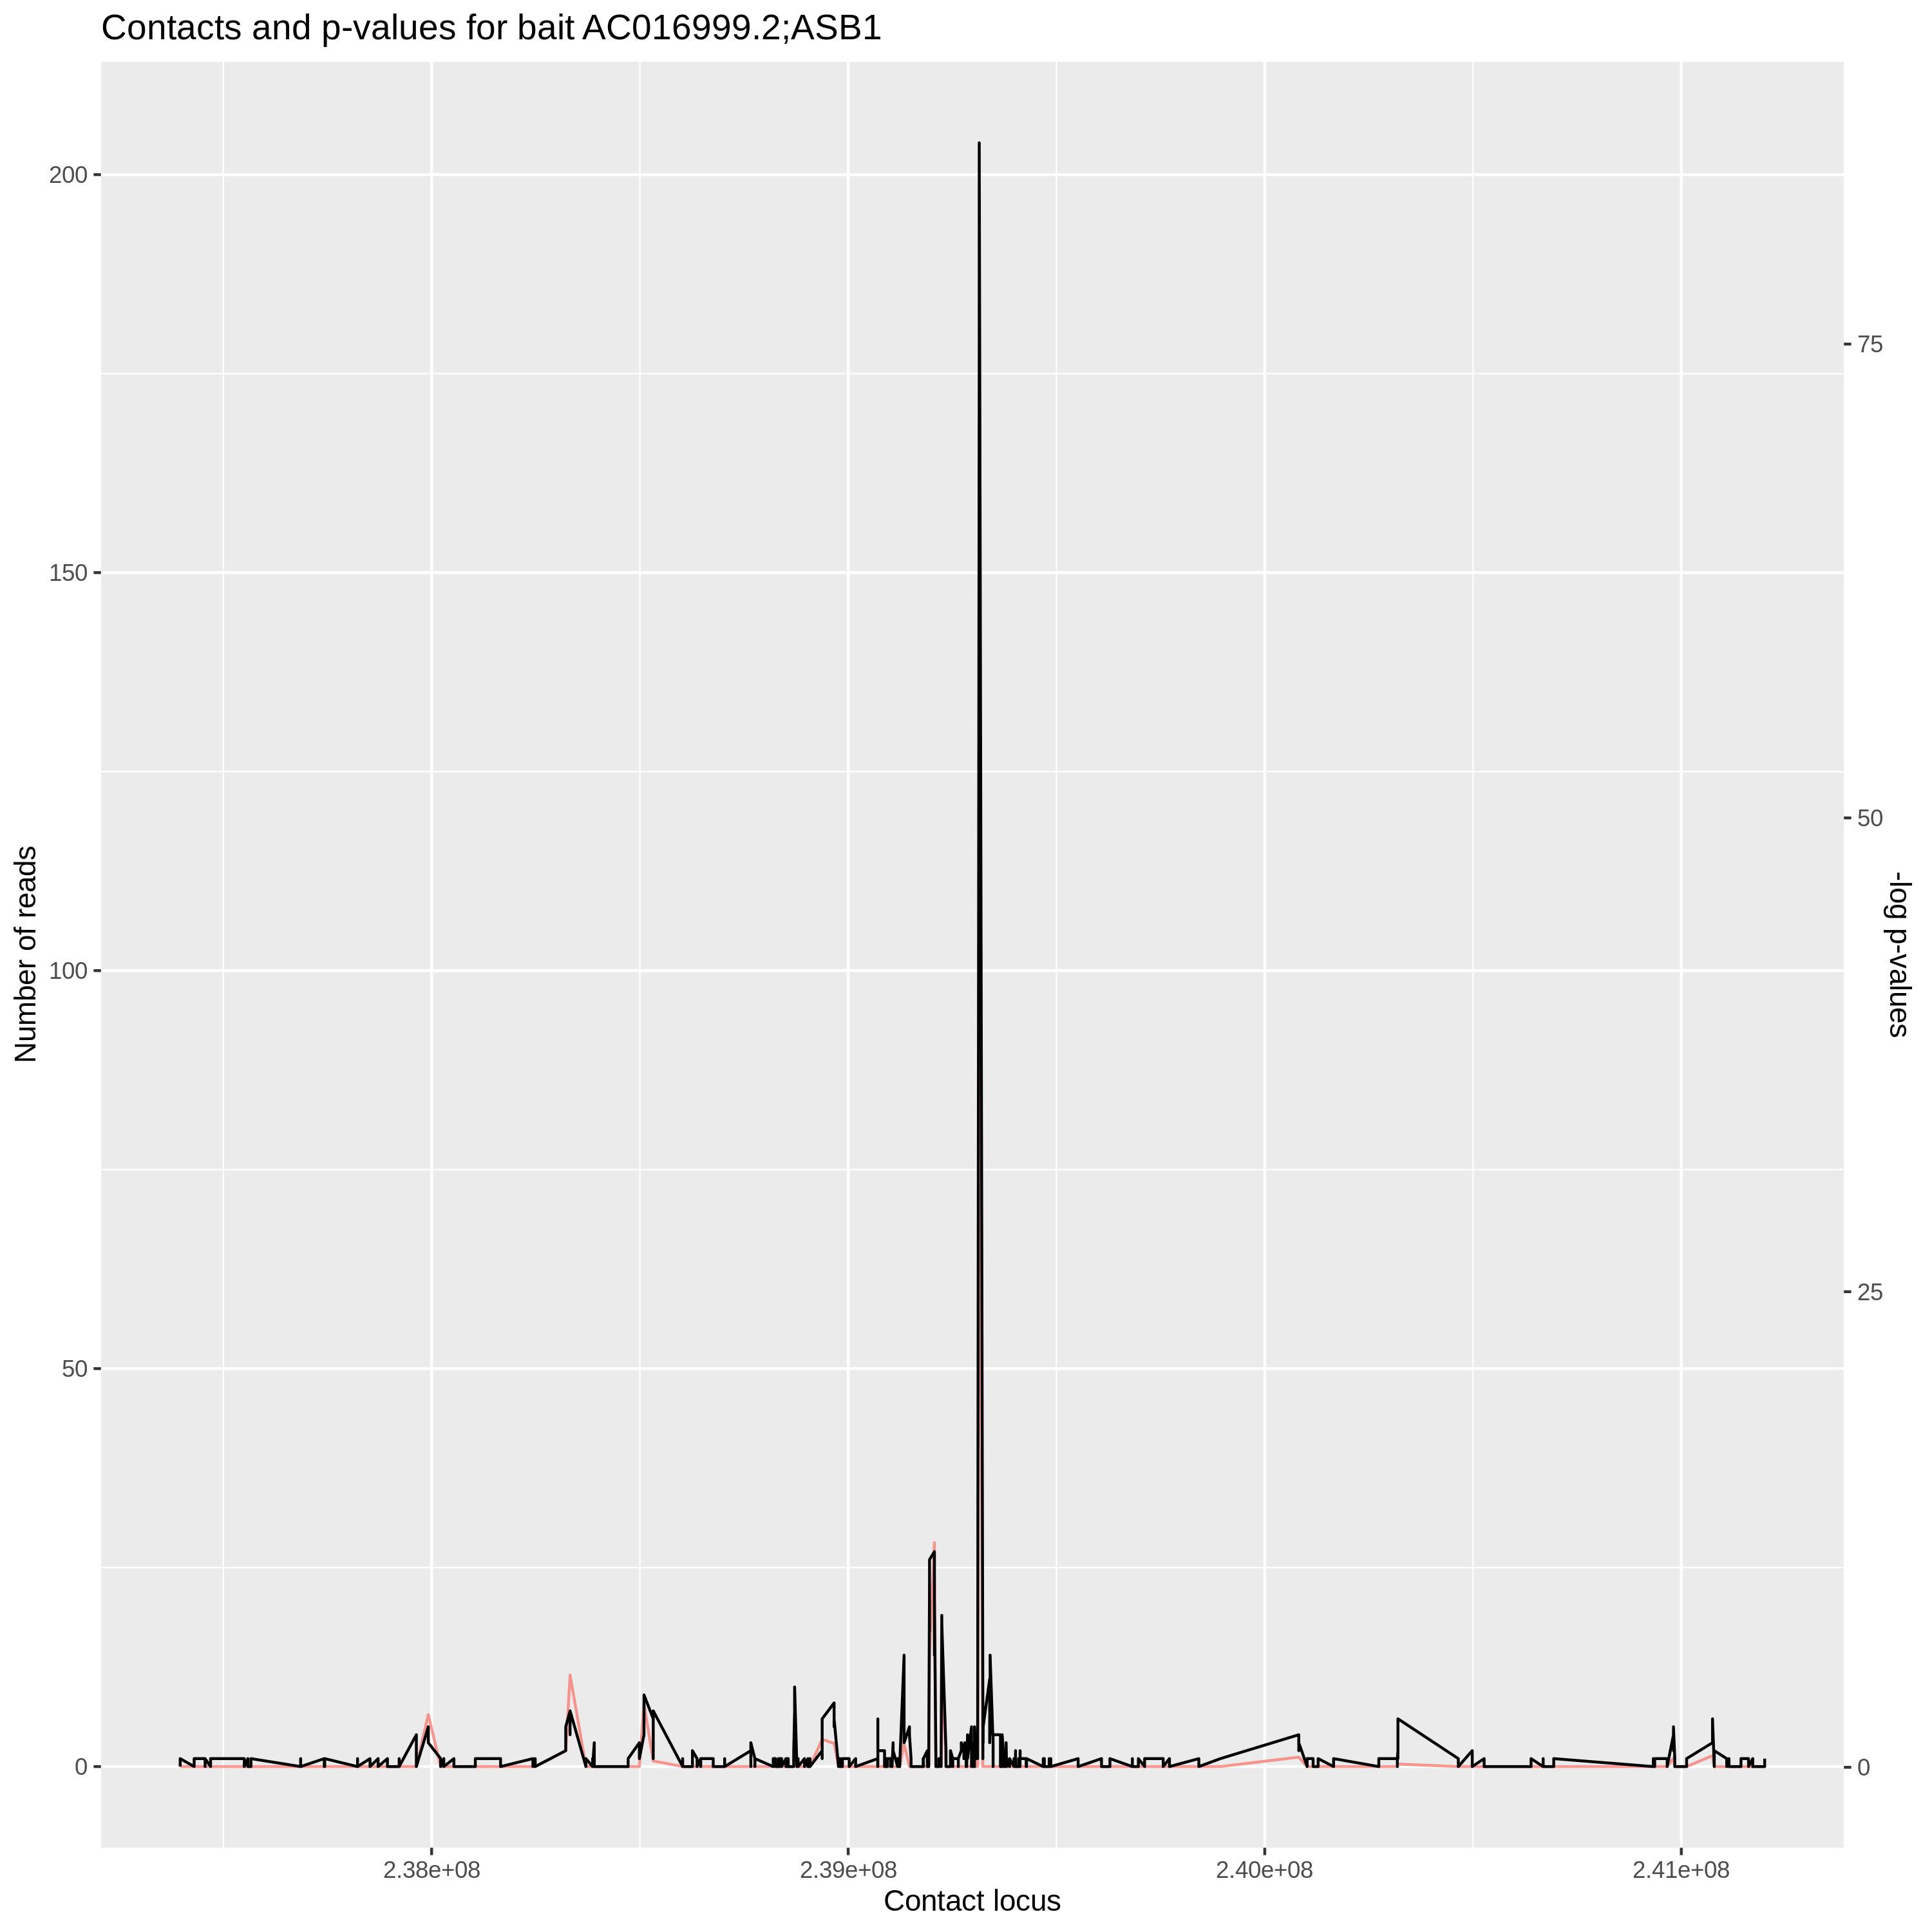 Contacts and p-values for bait AC016999.2;ASB1
200
150
100
50
0
Number of reads
75
50
25
0
-log p-values
2.38e+08 2.39e+08 2.40e+08 2.41e+08
Contact locus